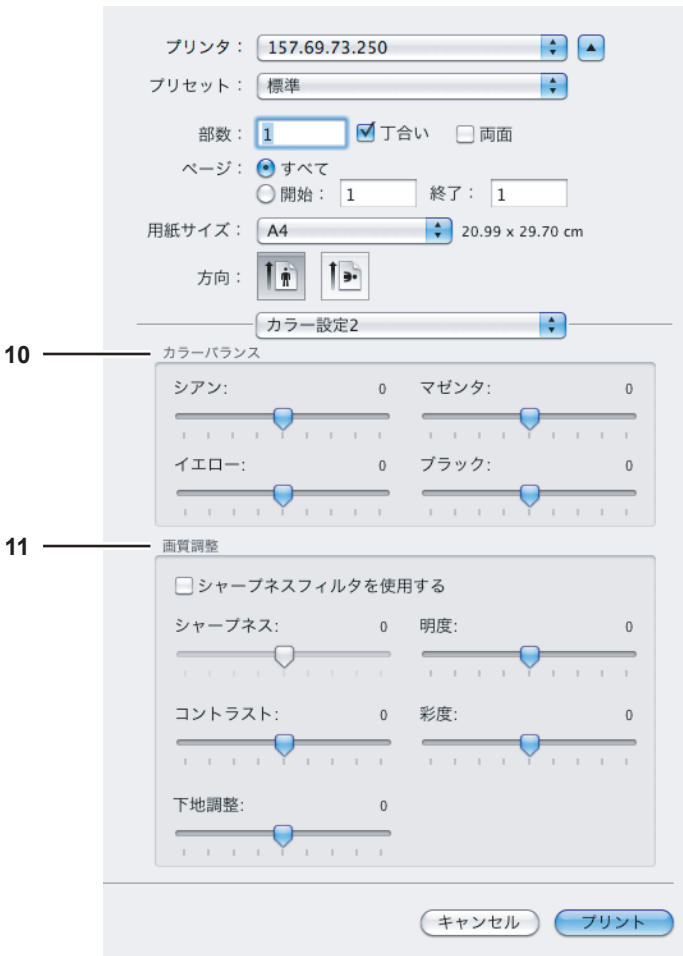 プリンタ： 157.69.73.250
プリセット： 標準
部数： 1 丁合い 両面
ページ： すべて
開始： 1 終了： 1
用紙サイズ： A4 20.99 x 29.70 cm
方向：
カラー設定2
10 カラーバランス
シアン: 0 マゼンタ: 0
イエロー: 0 ブラック: 0
11 画質調整
シャープネスフィルタを使用する
シャープネス: 0 明度: 0
コントラスト: 0 彩度: 0
下地調整: 0
キャンセル プリント